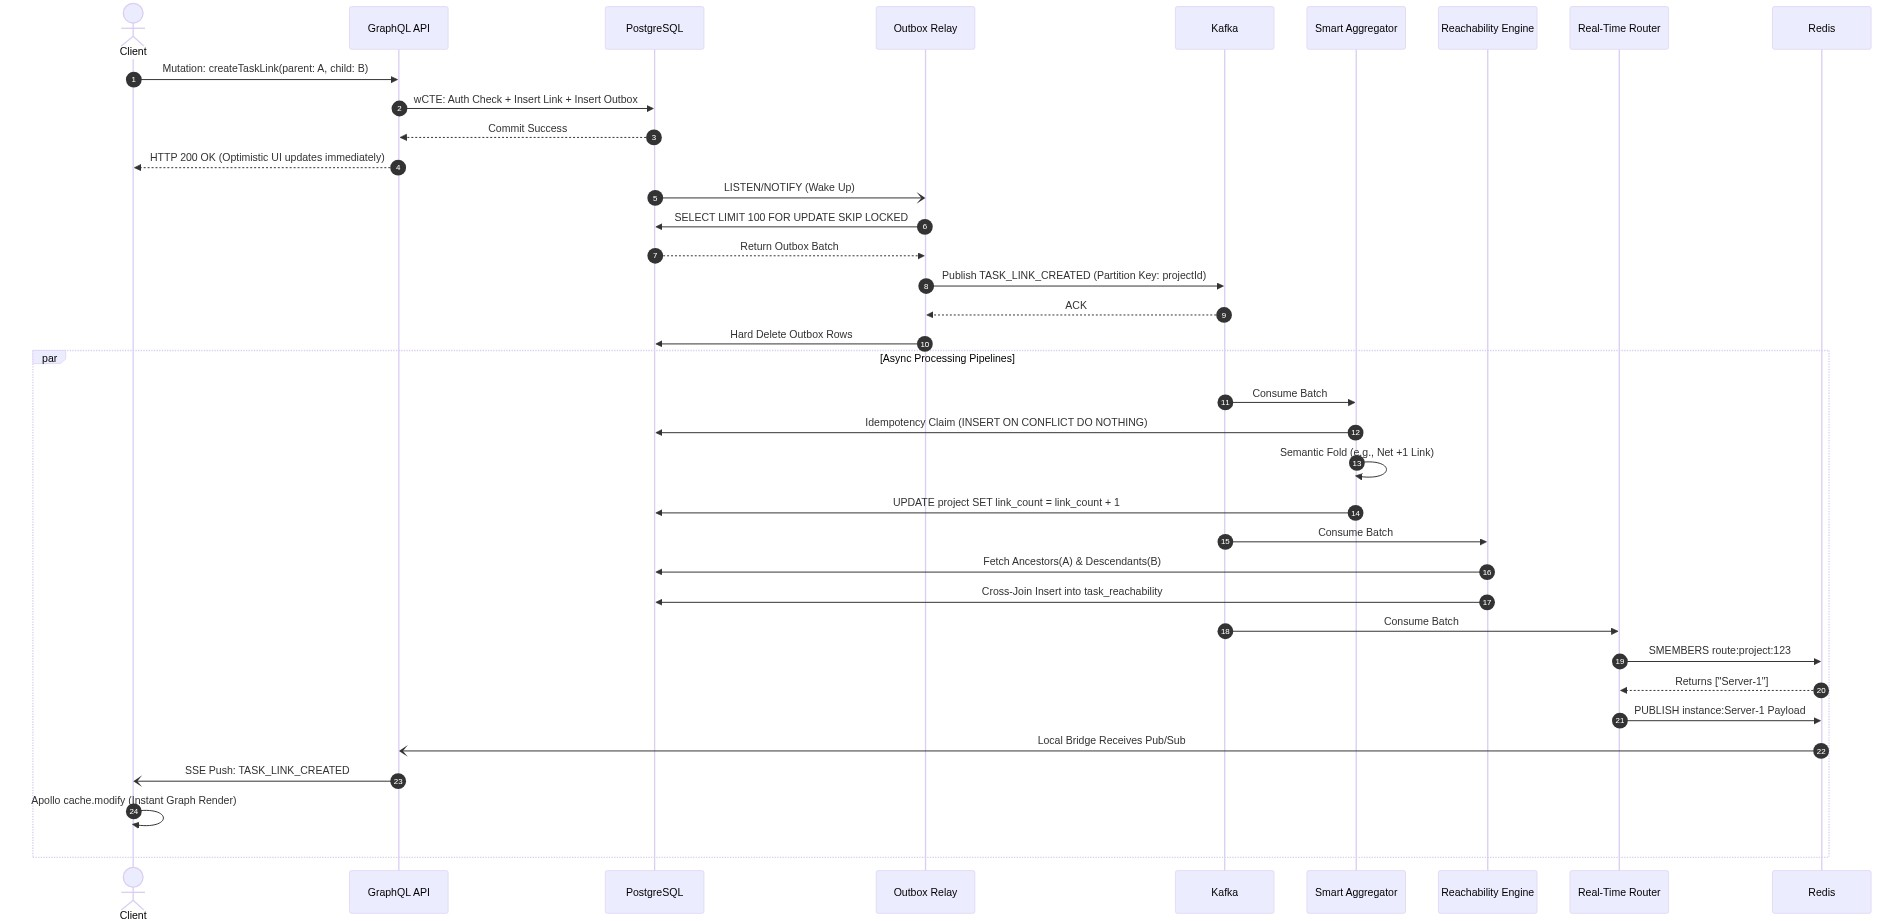 Client
GraphQL API
PostgreSQL
Outbox Relay
Kafka
Smart Aggregator
Reachability Engine
Real-Time Router
Redis
1
Mutation: createTaskLink(parent: A, child: B)
2
wCTE: Auth Check + Insert Link + Insert Outbox
3
Commit Success
4
HTTP 200 OK (Optimistic UI updates immediately)
5
LISTEN/NOTIFY (Wake Up)
6
SELECT LIMIT 100 FOR UPDATE SKIP LOCKED
7
Return Outbox Batch
8
Publish TASK_LINK_CREATED (Partition Key: projectId)
9
ACK
10
Hard Delete Outbox Rows
par
[Async Processing Pipelines]
11
Consume Batch
12
Idempotency Claim (INSERT ON CONFLICT DO NOTHING)
13
Semantic Fold (e.g., Net +1 Link)
14
UPDATE project SET link_count = link_count + 1
15
Consume Batch
16
Fetch Ancestors(A) & Descendants(B)
17
Cross-Join Insert into task_reachability
18
Consume Batch
19
SMEMBERS route:project:123
20
Returns ["Server-1"]
21
PUBLISH instance:Server-1 Payload
22
Local Bridge Receives Pub/Sub
23
SSE Push: TASK_LINK_CREATED
24
Apollo cache.modify (Instant Graph Render)
Client
GraphQL API
PostgreSQL
Outbox Relay
Kafka
Smart Aggregator
Reachability Engine
Real-Time Router
Redis